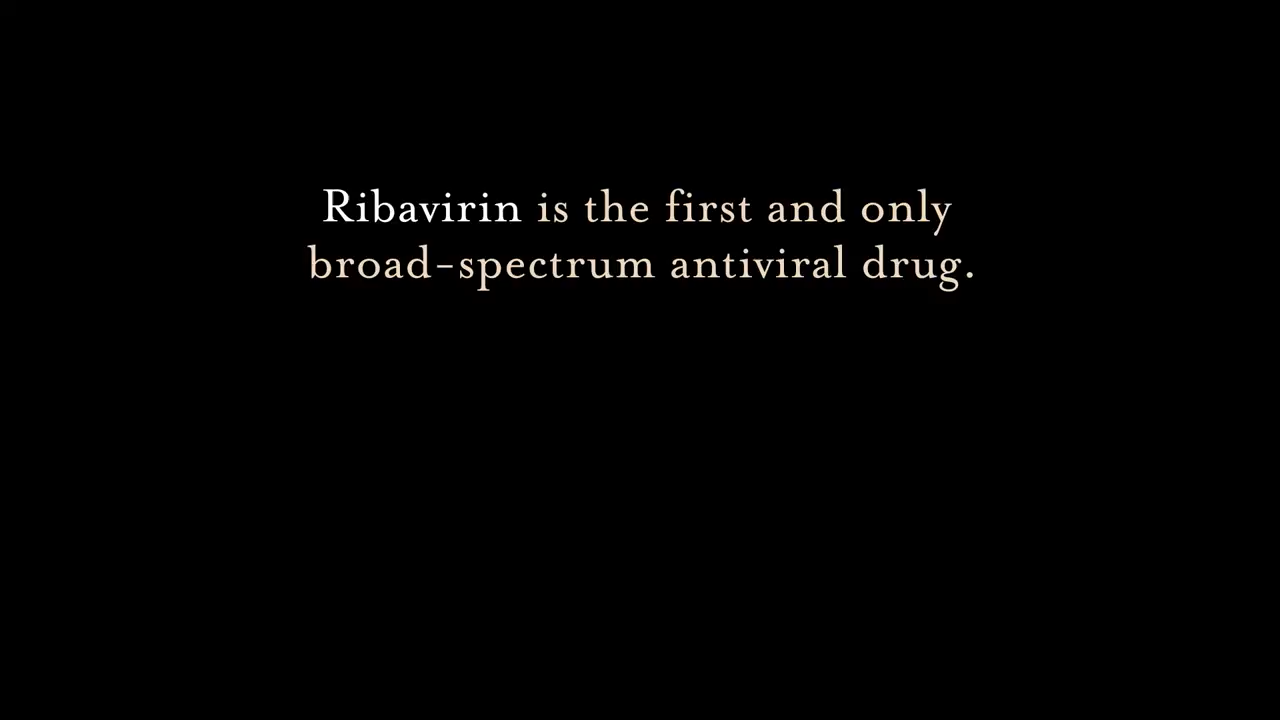 Ribavirin is the first and only
broad-spectrum antiviral drug.